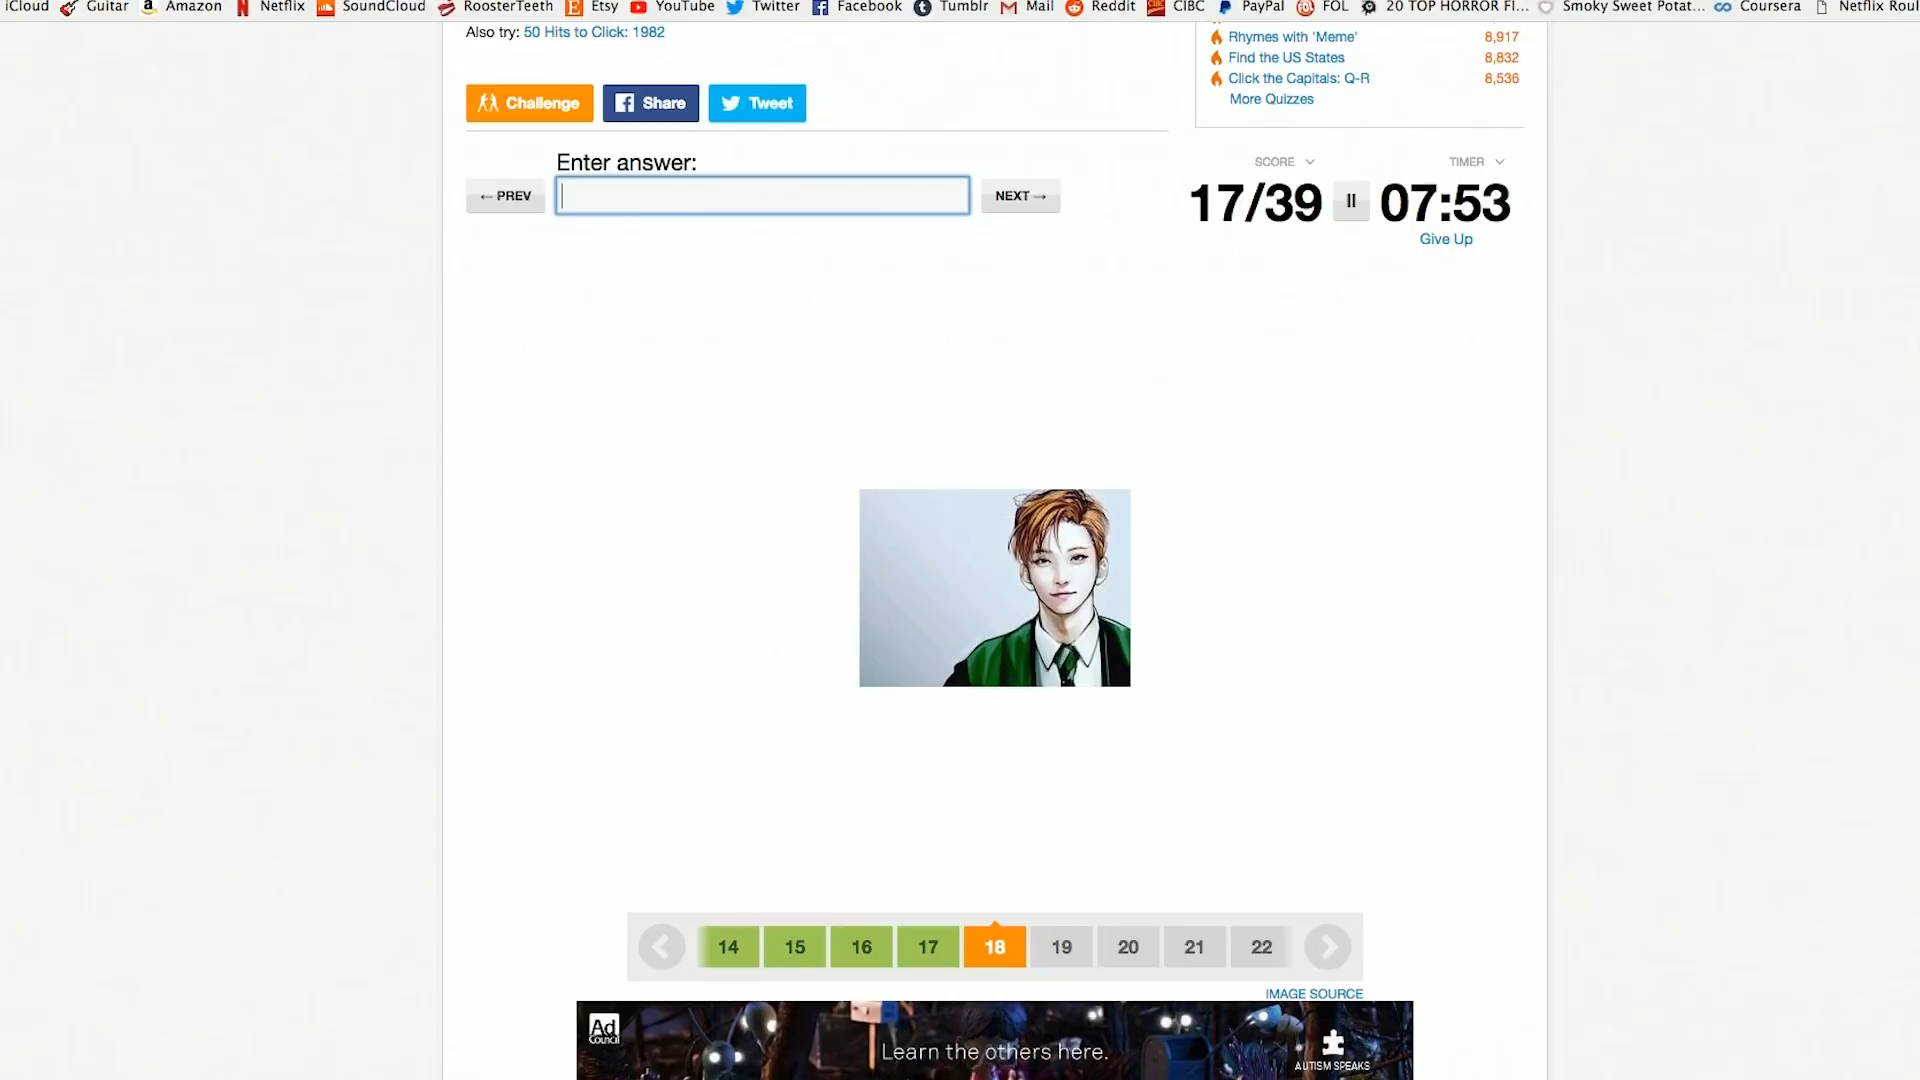 iCloud Guitar Amazon Netflix SoundCloud RoosterTeeth Etsy YouTube Twitter Facebook Tumblr Mail Reddit CIBC PayPal FOL 20 TOP HORROR FI... Smoky Sweet Potat... Coursera Netflix Roul
Also try: 50 Hits to Click: 1982
Rhymes with 'Meme' 8,917
Find the US States 8,832
Click the Capitals: Q-R 8,536
More Quizzes
Challenge Share Tweet
Enter answer:
← PREV NEXT →
SCORE TIMER
17/39 07:53
Give Up
14 15 16 17 18 19 20 21 22
IMAGE SOURCE
Ad
COUNCIL
Learn the others here.
AUTISM SPEAKS